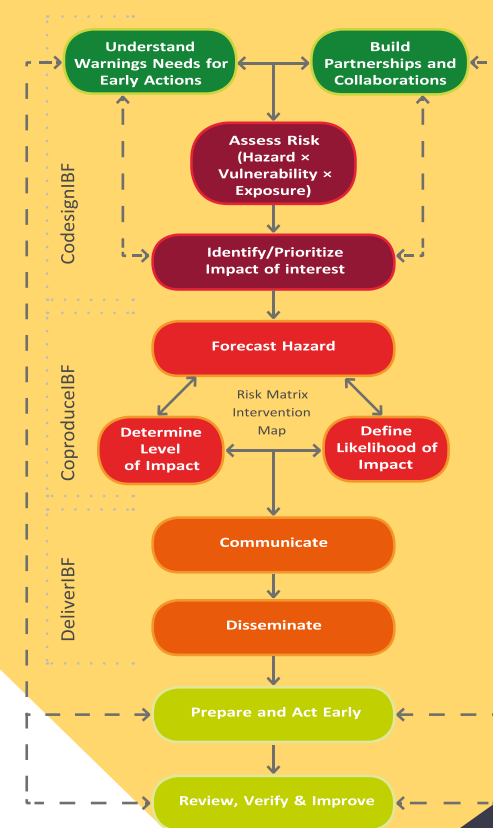 Understand
Warnings Needs for
Early Actions
Build
Partnerships and
Collaborations
Assess Risk
(Hazard ×
Vulnerability ×
Exposure)
Identify/Prioritize
Impact of interest
CodesignIBF
Forecast Hazard
Risk Matrix
Intervention
Map
Determine
Level
of Impact
Define
Likelihood of
Impact
CoproduceIBF
Communicate
Disseminate
DeliverIBF
Prepare and Act Early
Review, Verify & Improve